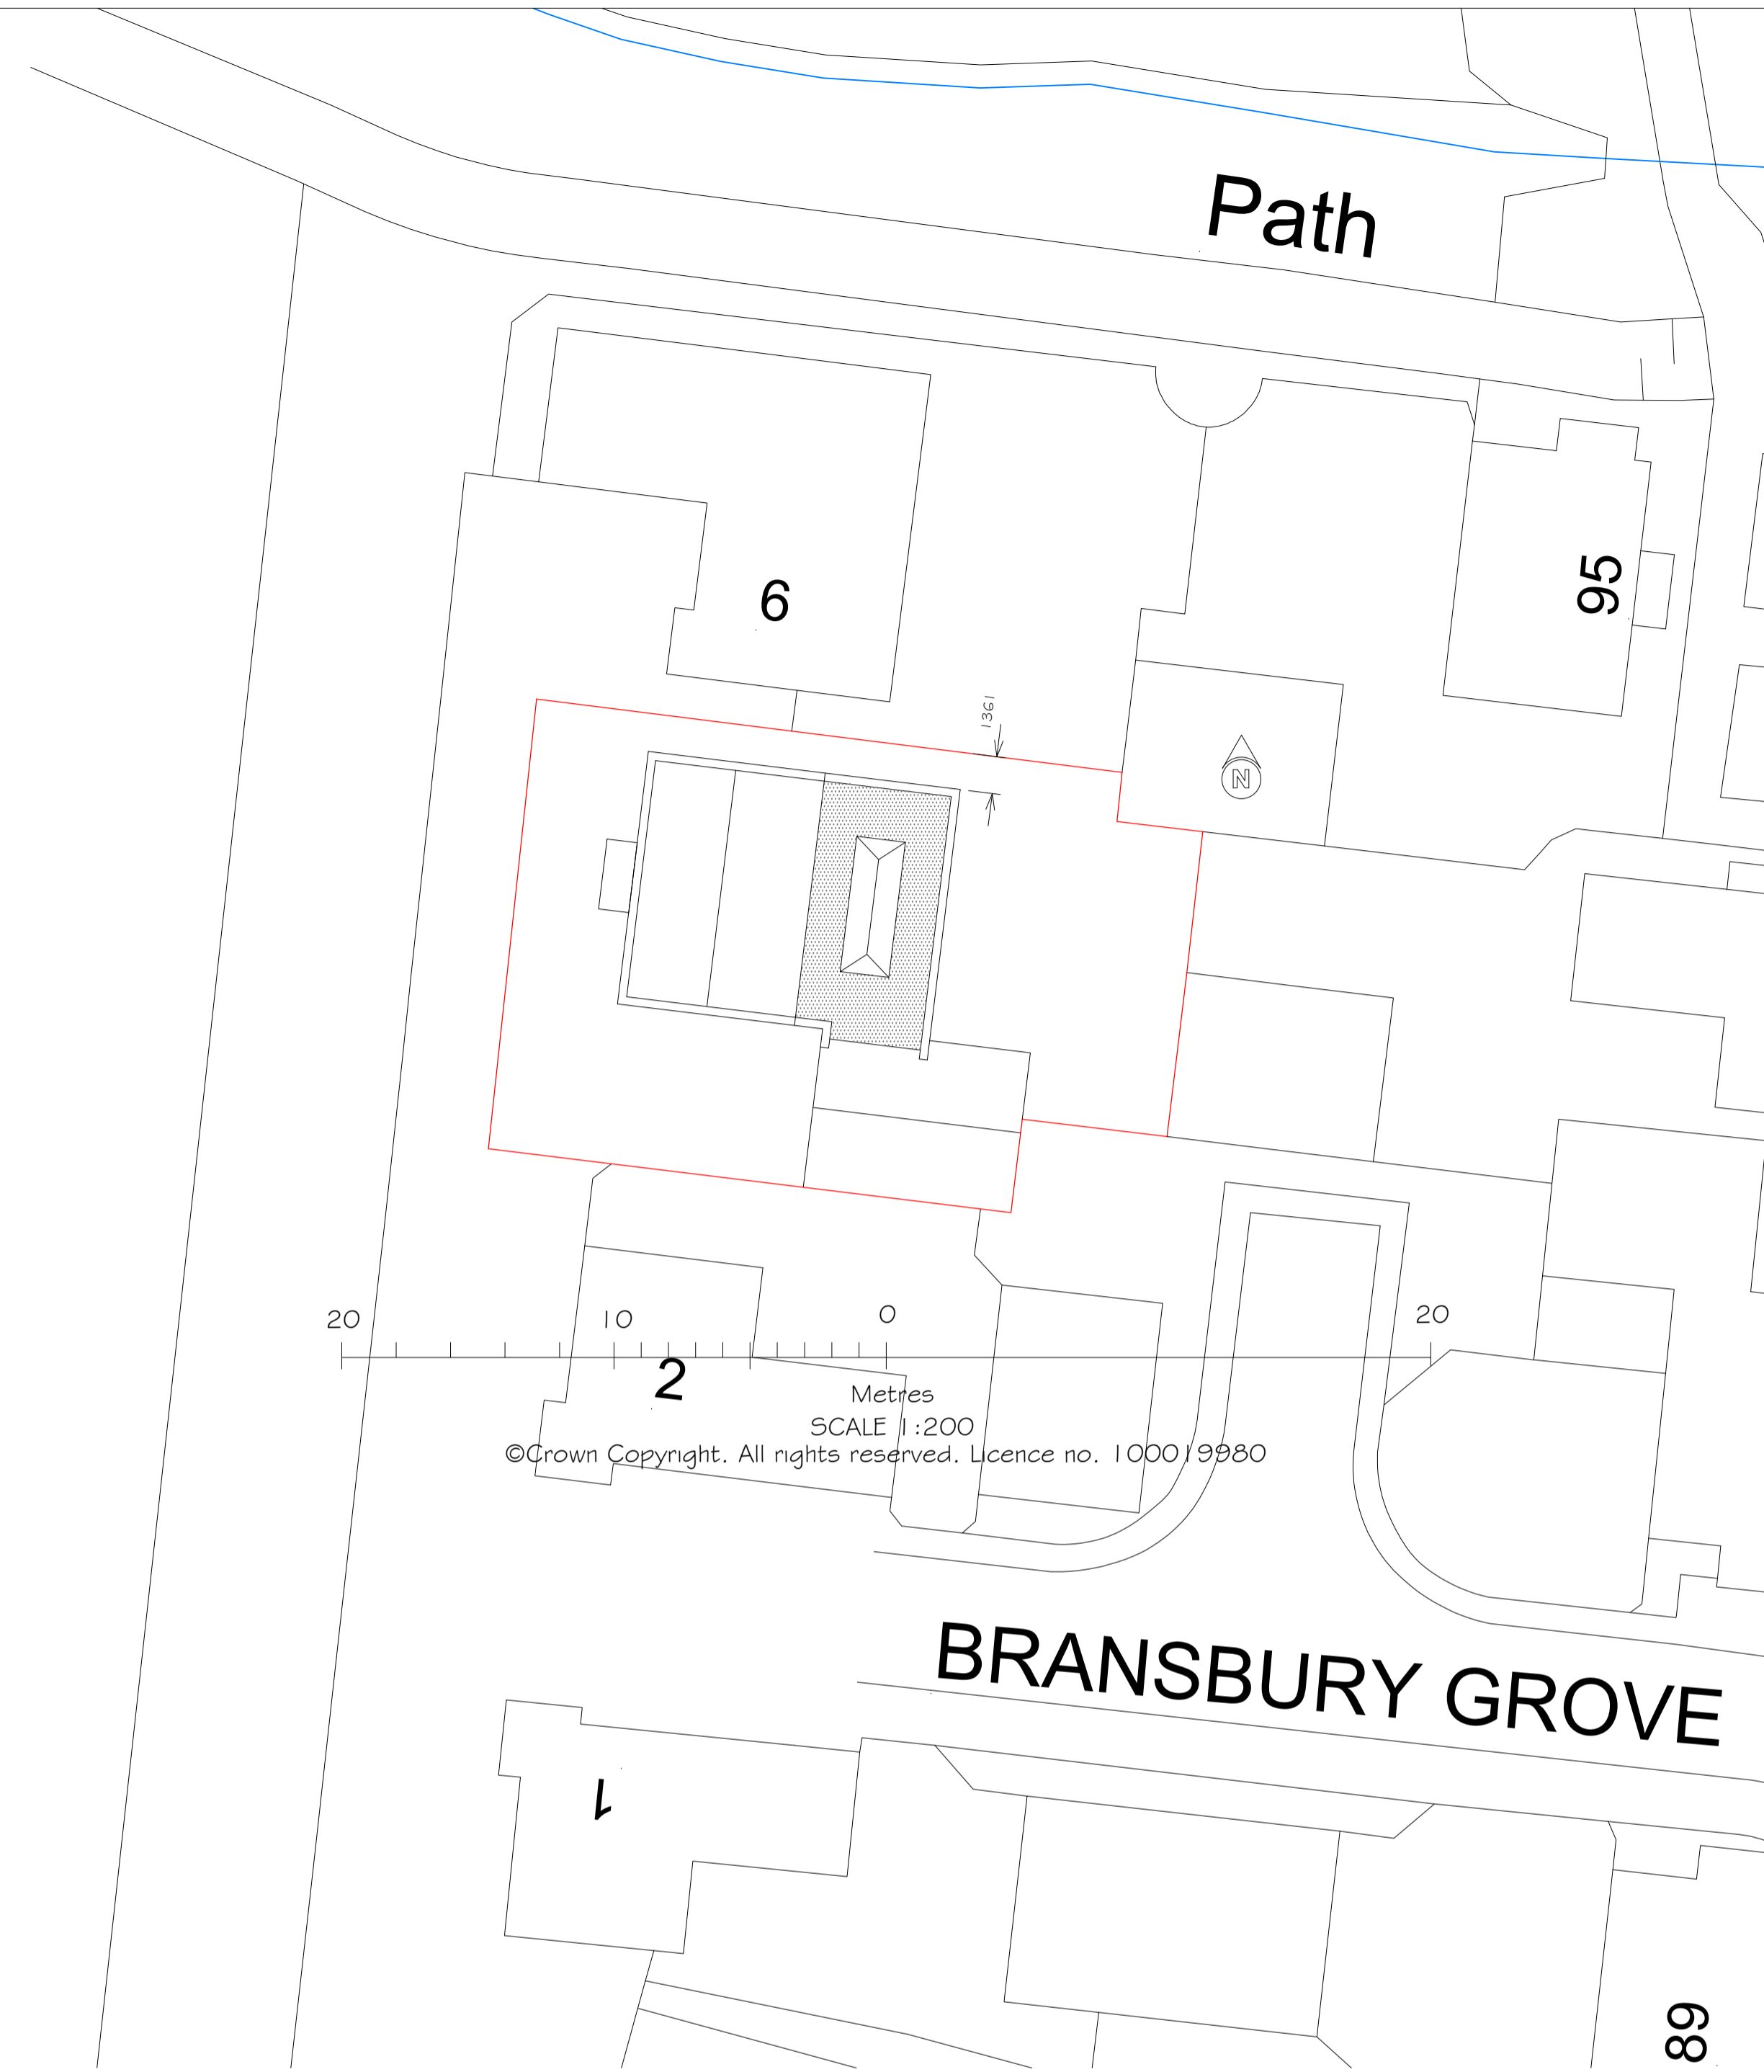 Path
6
95
1361
N
20 10 0 20
2
Metres
SCALE 1:200
©Crown Copyright. All rights reserved. Licence no. 100019980
BRANSBURY GROVE
1
89